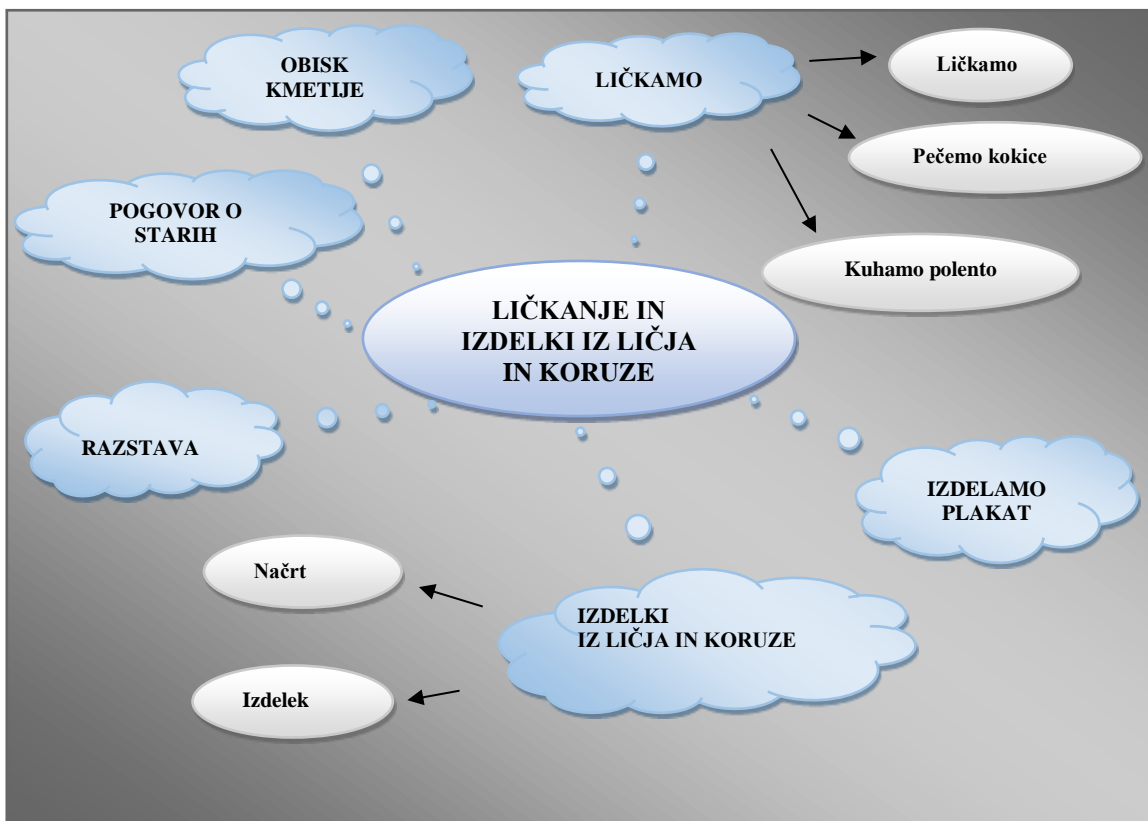 OBISK
KMETIJE
LIČKAMO
Ličkamo
Pečemo kokice
POGOVOR O
STARIH
Kuhamo polento
LIČKANJE IN
IZDELKI IZ LIČJA
IN KORUZE
RAZSTAVA
IZDELAMO
PLAKAT
Načrt
IZDELKI
IZ LIČJA IN KORUZE
Izdelek